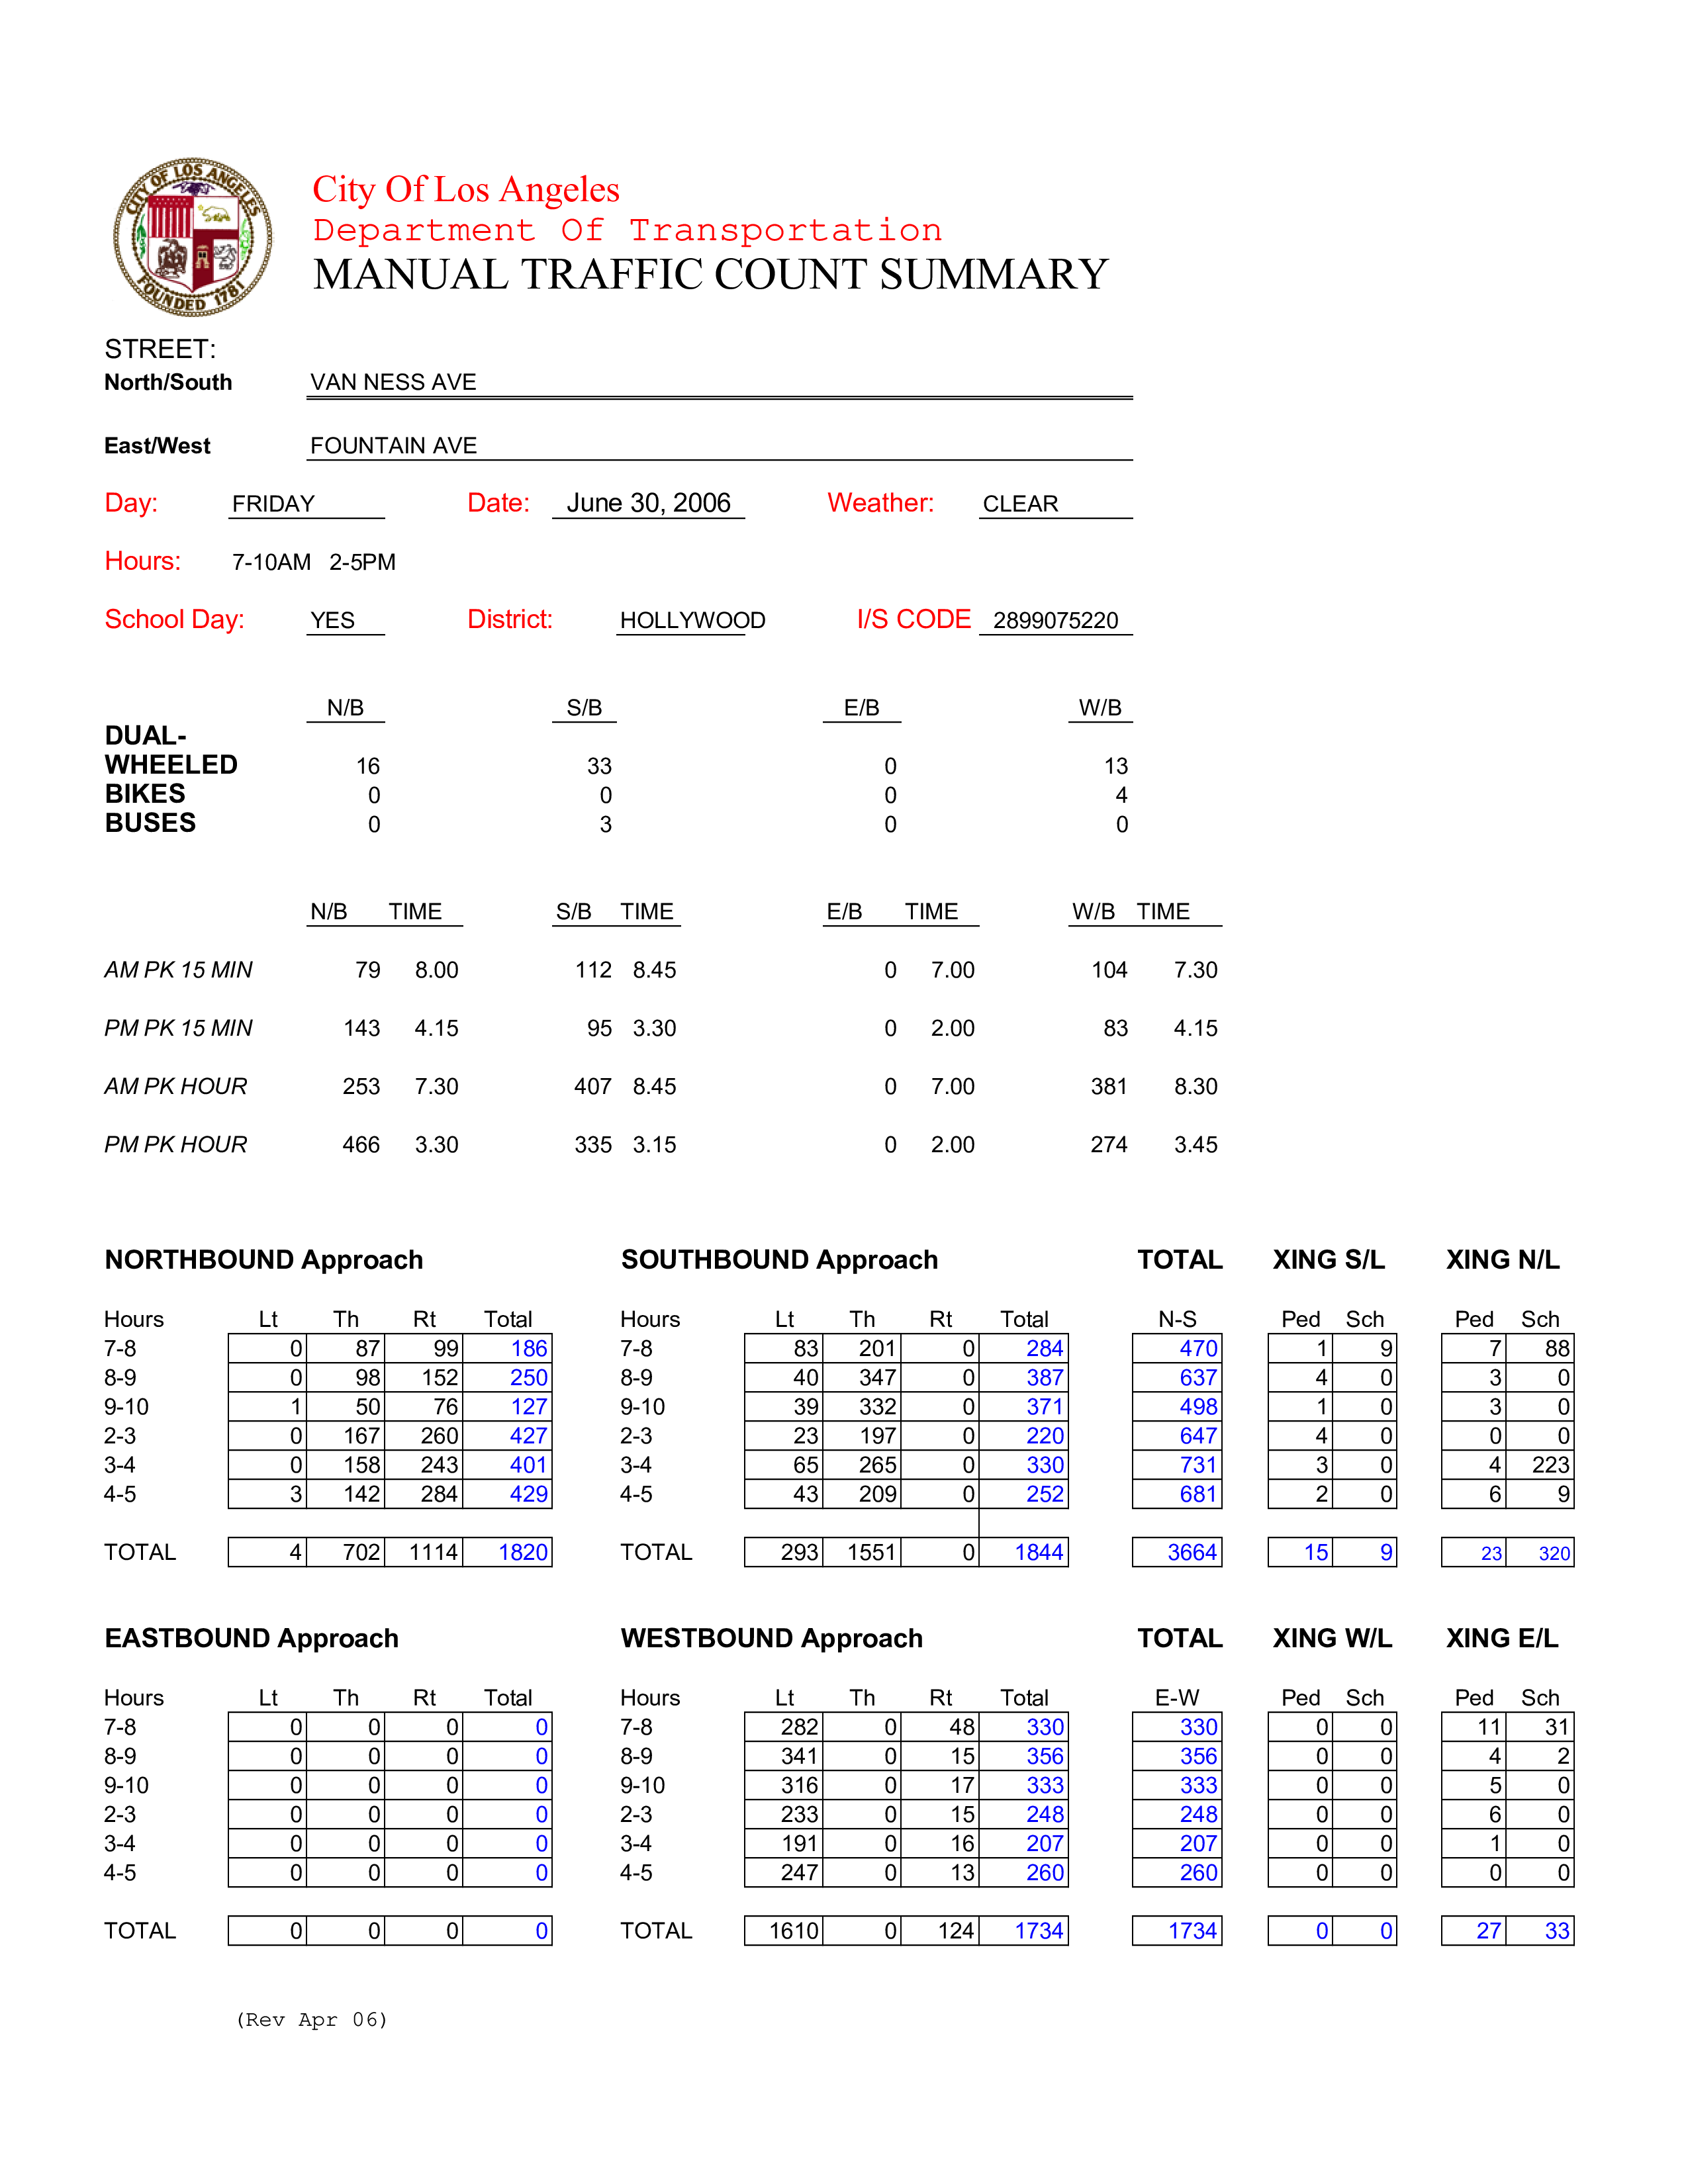 CITY OF LOS ANGELES
FOUNDED 1781
City Of Los Angeles
Department Of Transportation
MANUAL TRAFFIC COUNT SUMMARY
STREET:
North/South VAN NESS AVE
East/West FOUNTAIN AVE
Day: FRIDAY Date: June 30, 2006 Weather: CLEAR
Hours: 7-10AM 2-5PM
School Day: YES District: HOLLYWOOD I/S CODE 2899075220
N/B S/B E/B W/B
DUAL-
WHEELED 16 33 0 13
BIKES 0 0 0 4
BUSES 0 3 0 0
N/B TIME S/B TIME E/B TIME W/B TIME
AM PK 15 MIN 79 8.00 112 8.45 0 7.00 104 7.30
PM PK 15 MIN 143 4.15 95 3.30 0 2.00 83 4.15
AM PK HOUR 253 7.30 407 8.45 0 7.00 381 8.30
PM PK HOUR 466 3.30 335 3.15 0 2.00 274 3.45
NORTHBOUND Approach SOUTHBOUND Approach TOTAL XING S/L XING N/L
Hours Lt Th Rt Total Hours Lt Th Rt Total N-S Ped Sch Ped Sch
7-8 0 87 99 186 7-8 83 201 0 284 470 1 9 7 88
8-9 0 98 152 250 8-9 40 347 0 387 637 4 0 3 0
9-10 1 50 76 127 9-10 39 332 0 371 498 1 0 3 0
2-3 0 167 260 427 2-3 23 197 0 220 647 4 0 0 0
3-4 0 158 243 401 3-4 65 265 0 330 731 3 0 4 223
4-5 3 142 284 429 4-5 43 209 0 252 681 2 0 6 9
TOTAL 4 702 1114 1820 TOTAL 293 1551 0 1844 3664 15 9 23 320
EASTBOUND Approach WESTBOUND Approach TOTAL XING W/L XING E/L
Hours Lt Th Rt Total Hours Lt Th Rt Total E-W Ped Sch Ped Sch
7-8 0 0 0 0 7-8 282 0 48 330 330 0 0 11 31
8-9 0 0 0 0 8-9 341 0 15 356 356 0 0 4 2
9-10 0 0 0 0 9-10 316 0 17 333 333 0 0 5 0
2-3 0 0 0 0 2-3 233 0 15 248 248 0 0 6 0
3-4 0 0 0 0 3-4 191 0 16 207 207 0 0 1 0
4-5 0 0 0 0 4-5 247 0 13 260 260 0 0 0 0
TOTAL 0 0 0 0 TOTAL 1610 0 124 1734 1734 0 0 27 33
(Rev Apr 06)